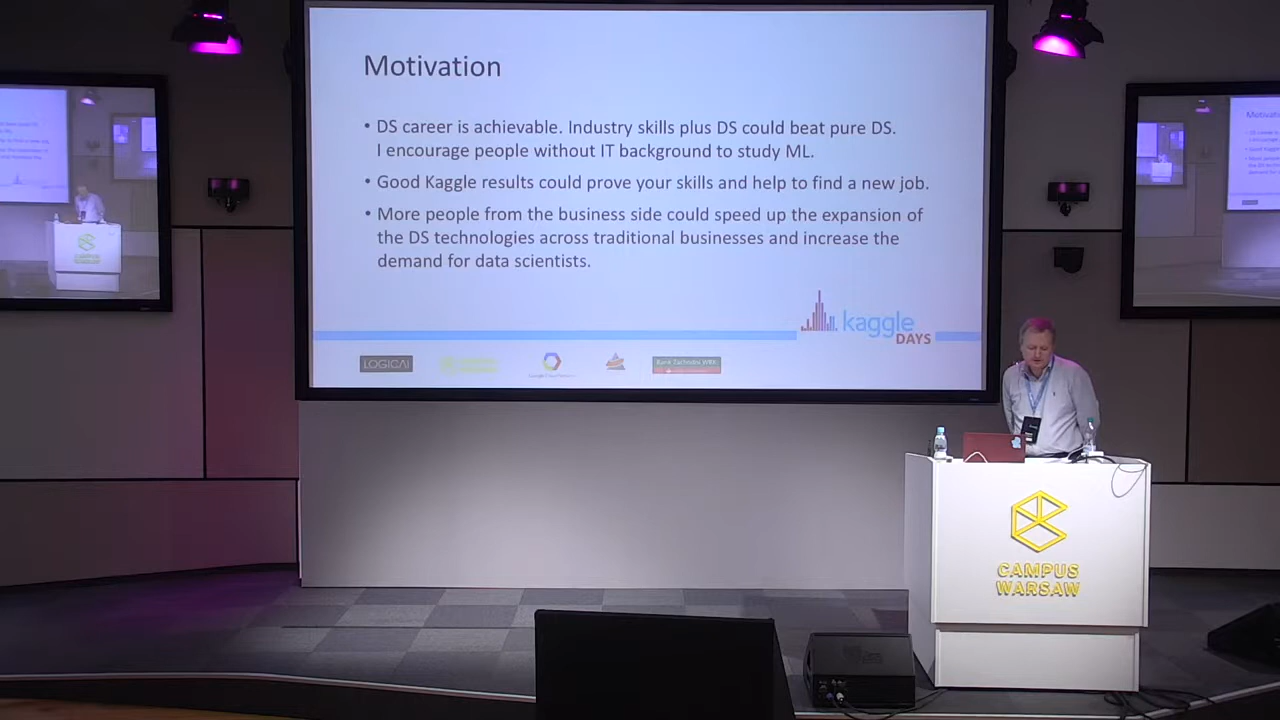 Motivation
• DS career is achievable. Industry skills plus DS could beat pure DS.
I encourage people without IT background to study ML.
• Good Kaggle results could prove your skills and help to find a new job.
• More people from the business side could speed up the expansion of
the DS technologies across traditional businesses and increase the
demand for data scientists.
kaggle
DAYS
LOGICAI
CAMPUS
WARSAW
CAMPUS
WARSAW